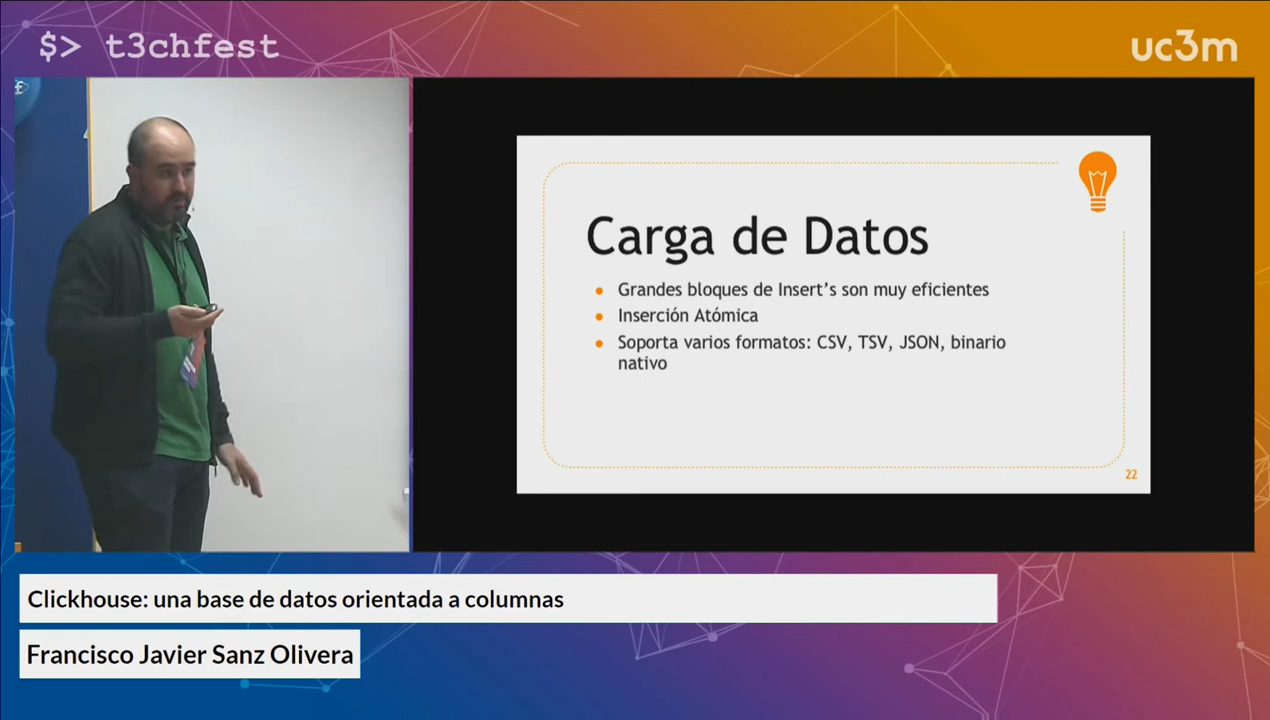 $> t3chfest
uc3m
Carga de Datos
Grandes bloques de Insert's son muy eficientes
Inserción Atómica
Soporta varios formatos: CSV, TSV, JSON, binario
nativo
22
Clickhouse: una base de datos orientada a columnas
Francisco Javier Sanz Olivera